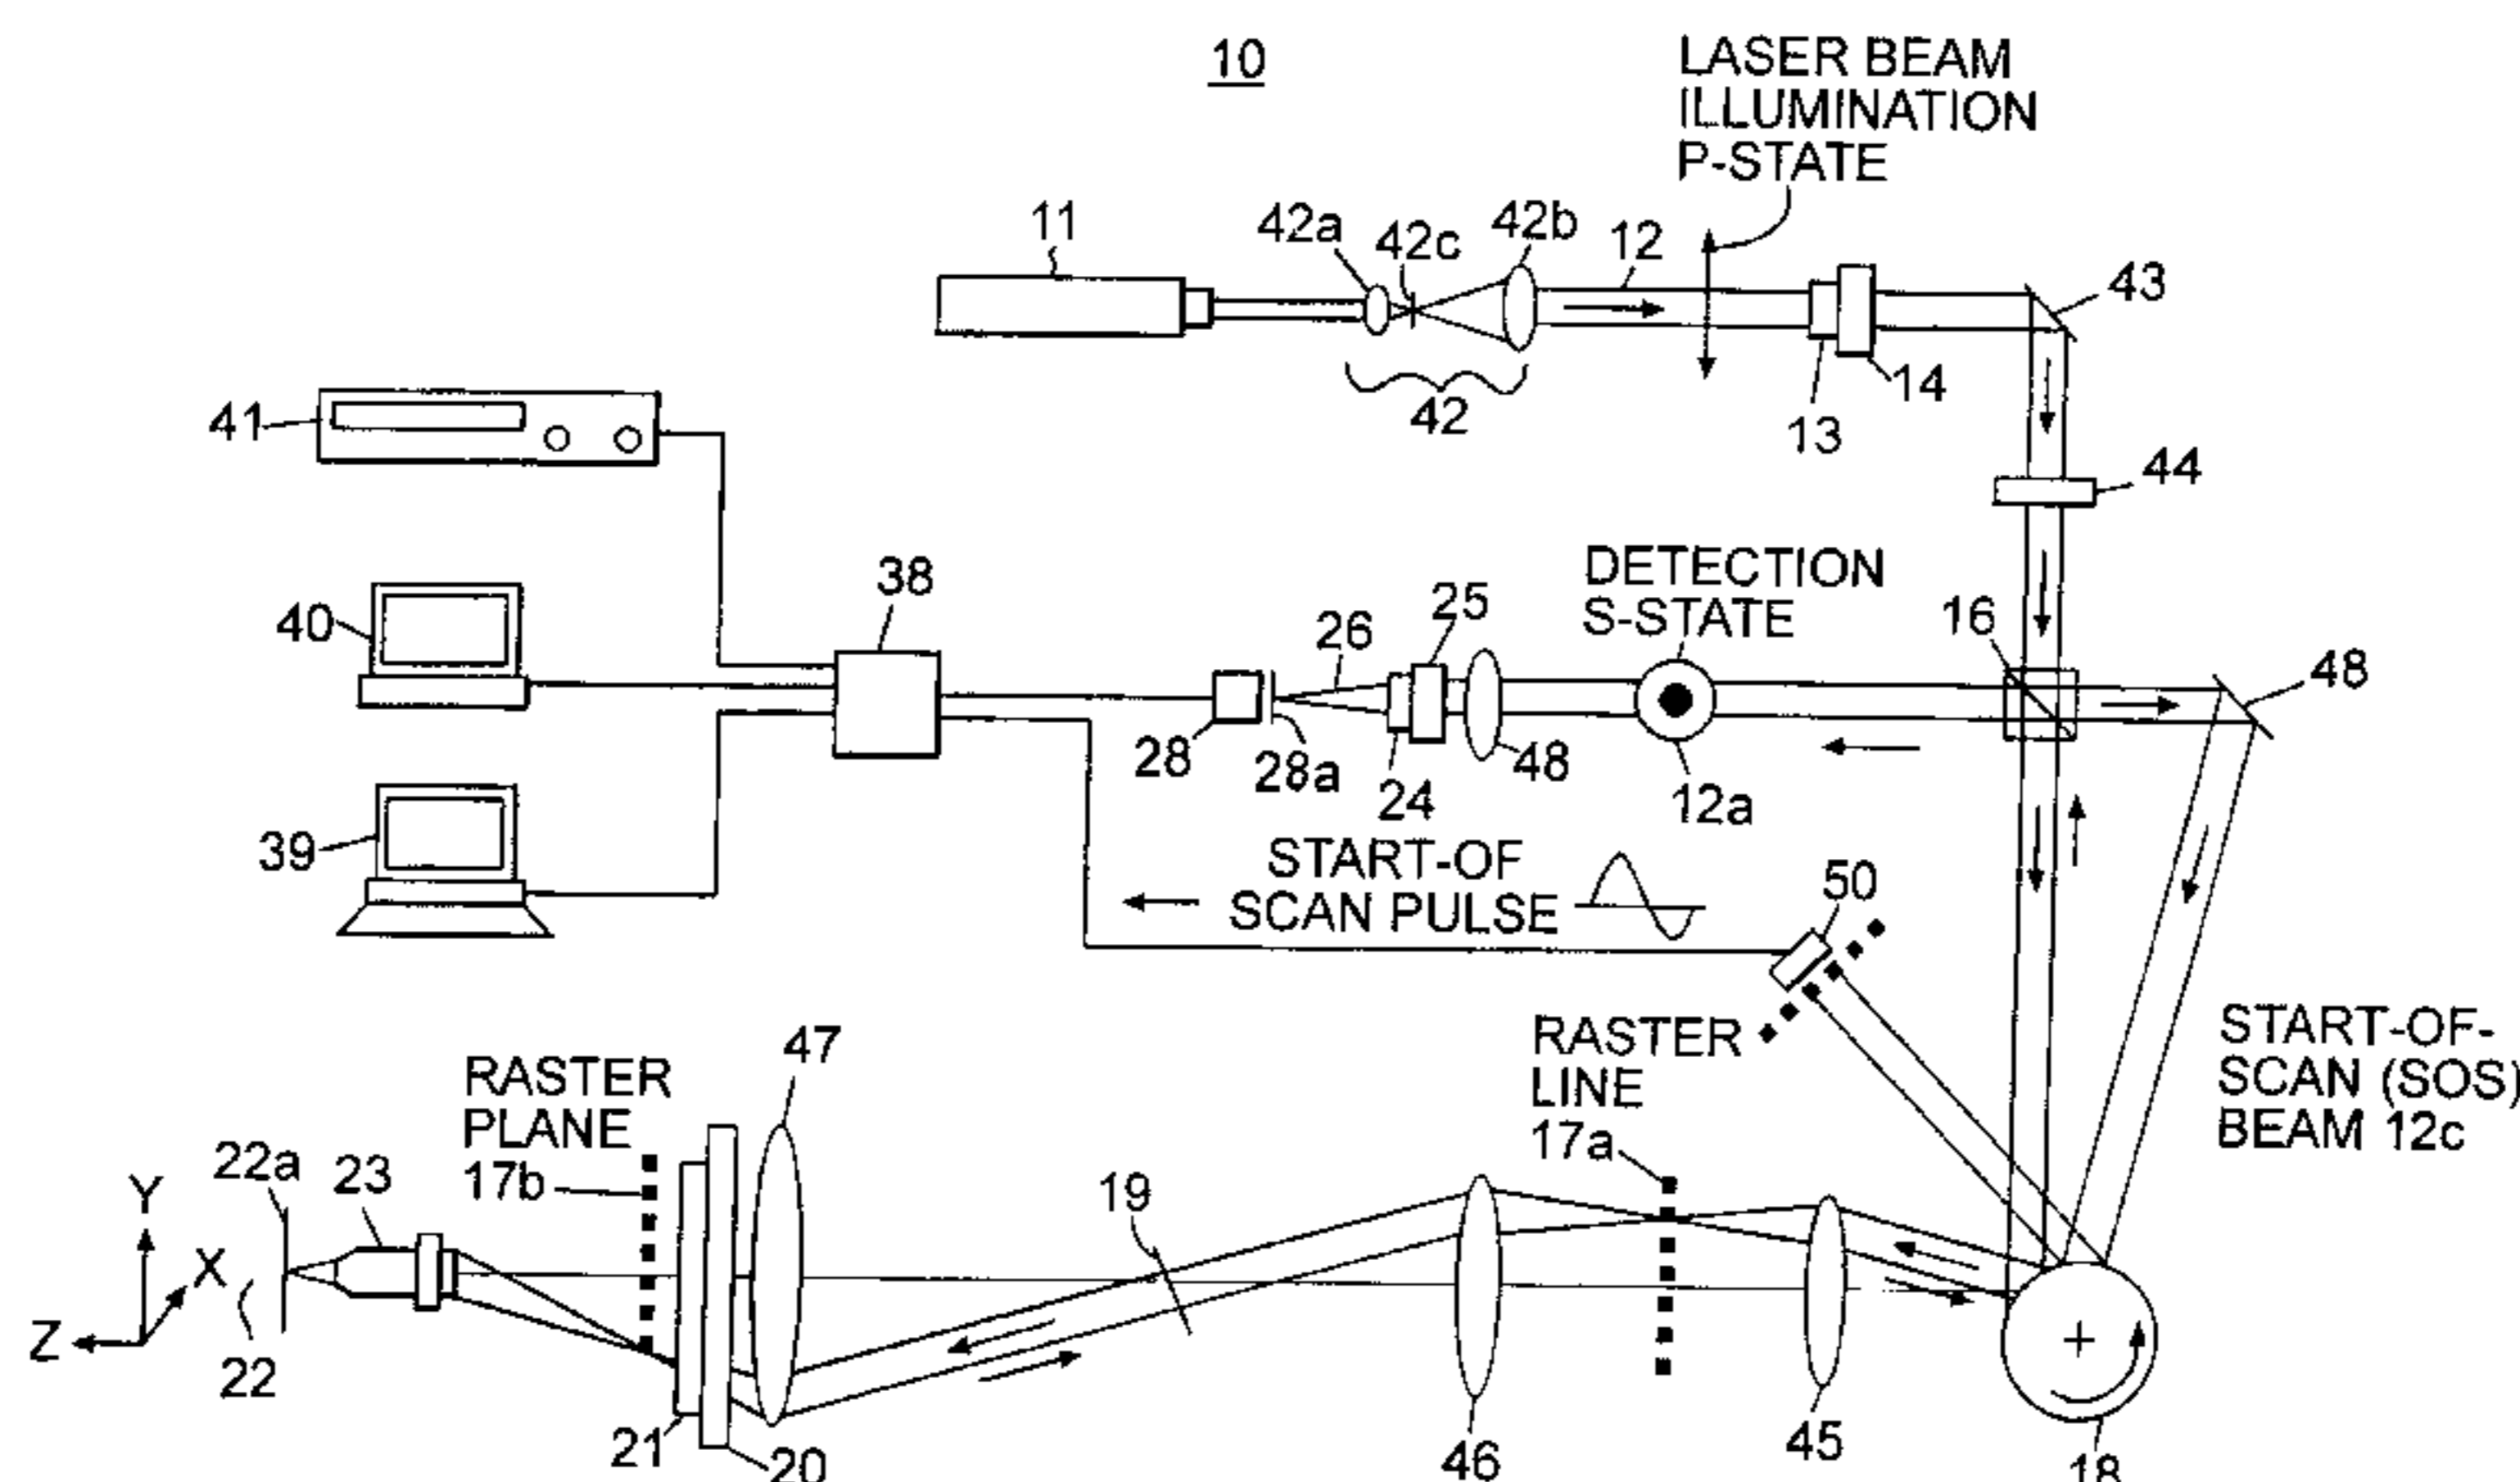 10
LASER BEAM
ILLUMINATION
P-STATE
11
42a
42c
42b
12
43
41
42
13
14
44
38
DETECTION
S-STATE
40
26
25
16
48
28
28a
24
48
12a
39
START-OF
SCAN PULSE
50
RASTER
PLANE
17b
47
RASTER
LINE
17a
START-OF-
SCAN (SOS)
BEAM 12c
22a
23
19
Y
X
Z
22
21
20
46
45
18